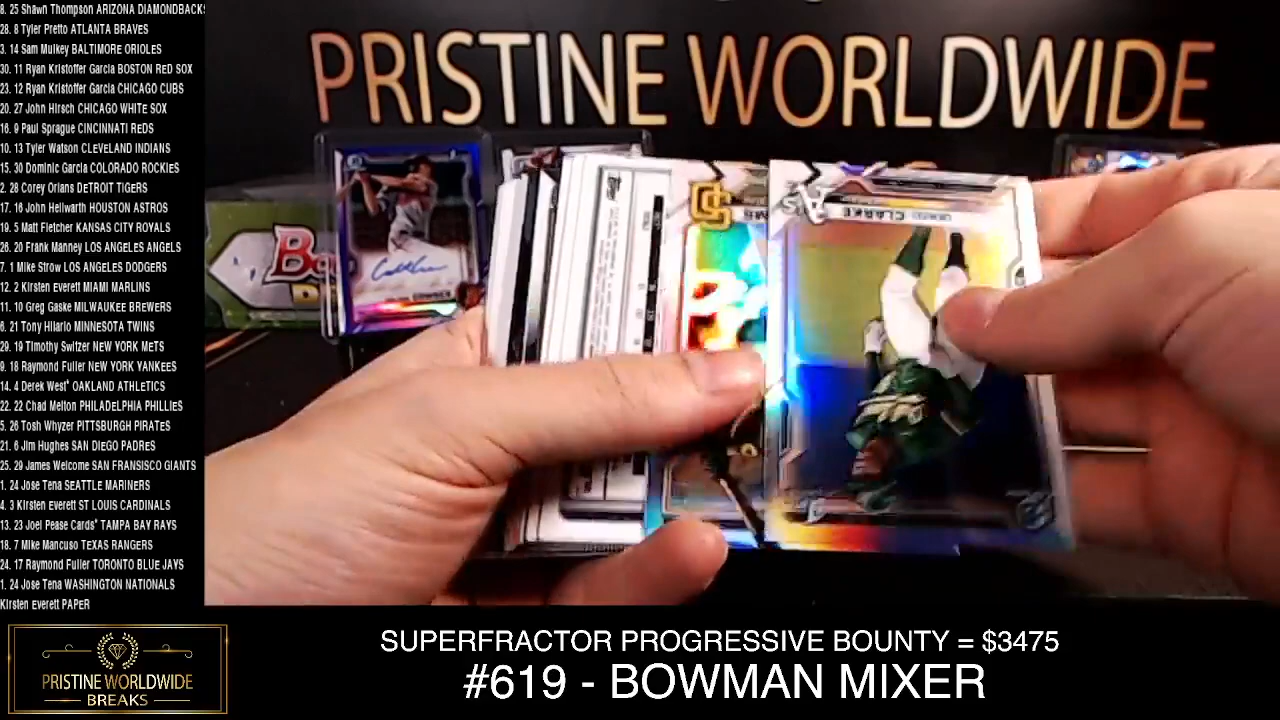 8. 25 Shawn Thompson ARIZONA DIAMONDBACKS
28. 8 Tyler Pretto ATLANTA BRAVES
3. 14 Sam Mulkey BALTIMORE ORIOLES
30. 11 Ryan Kristoffer Garcia BOSTON RED SOX
23. 12 Ryan Kristoffer Garcia CHICAGO CUBS
20. 27 John Hirsch CHICAGO WHITE SOX
16. 9 Paul Sprague CINCINNATI REDS
10. 13 Tyler Watson CLEVELAND INDIANS
15. 30 Dominic Garcia COLORADO ROCKIES
2. 28 Corey Orians DETROIT TIGERS
17. 16 John Hellwarth HOUSTON ASTROS
19. 5 Matt Fletcher KANSAS CITY ROYALS
26. 20 Frank Manney LOS ANGELES ANGELS
7. 1 Mike Strow LOS ANGELES DODGERS
12. 2 Kirsten Everett MIAMI MARLINS
11. 10 Greg Gaske MILWAUKEE BREWERS
6. 21 Tony Hilario MINNESOTA TWINS
29. 19 Timothy Switzer NEW YORK METS
9. 18 Raymond Fuller NEW YORK YANKEES
14. 4 Derek West* OAKLAND ATHLETICS
22. 22 Chad Melton PHILADELPHIA PHILLIES
5. 26 Tosh Whyzer PITTSBURGH PIRATES
21. 6 Jim Hughes SAN DIEGO PADRES
25. 29 James Welcome SAN FRANSISCO GIANTS
1. 24 Jose Tena SEATTLE MARINERS
4. 3 Kirsten Everett ST LOUIS CARDINALS
13. 23 Joel Pease Cards* TAMPA BAY RAYS
18. 7 Mike Mancuso TEXAS RANGERS
24. 17 Raymond Fuller TORONTO BLUE JAYS
1. 24 Jose Tena WASHINGTON NATIONALS
Kirsten Everett PAPER
PRISTINE WORLDWIDE
A's
CLARKE
SD
PRISTINE WORLDWIDE
BREAKS
SUPERFRACTOR PROGRESSIVE BOUNTY = $3475
#619 - BOWMAN MIXER